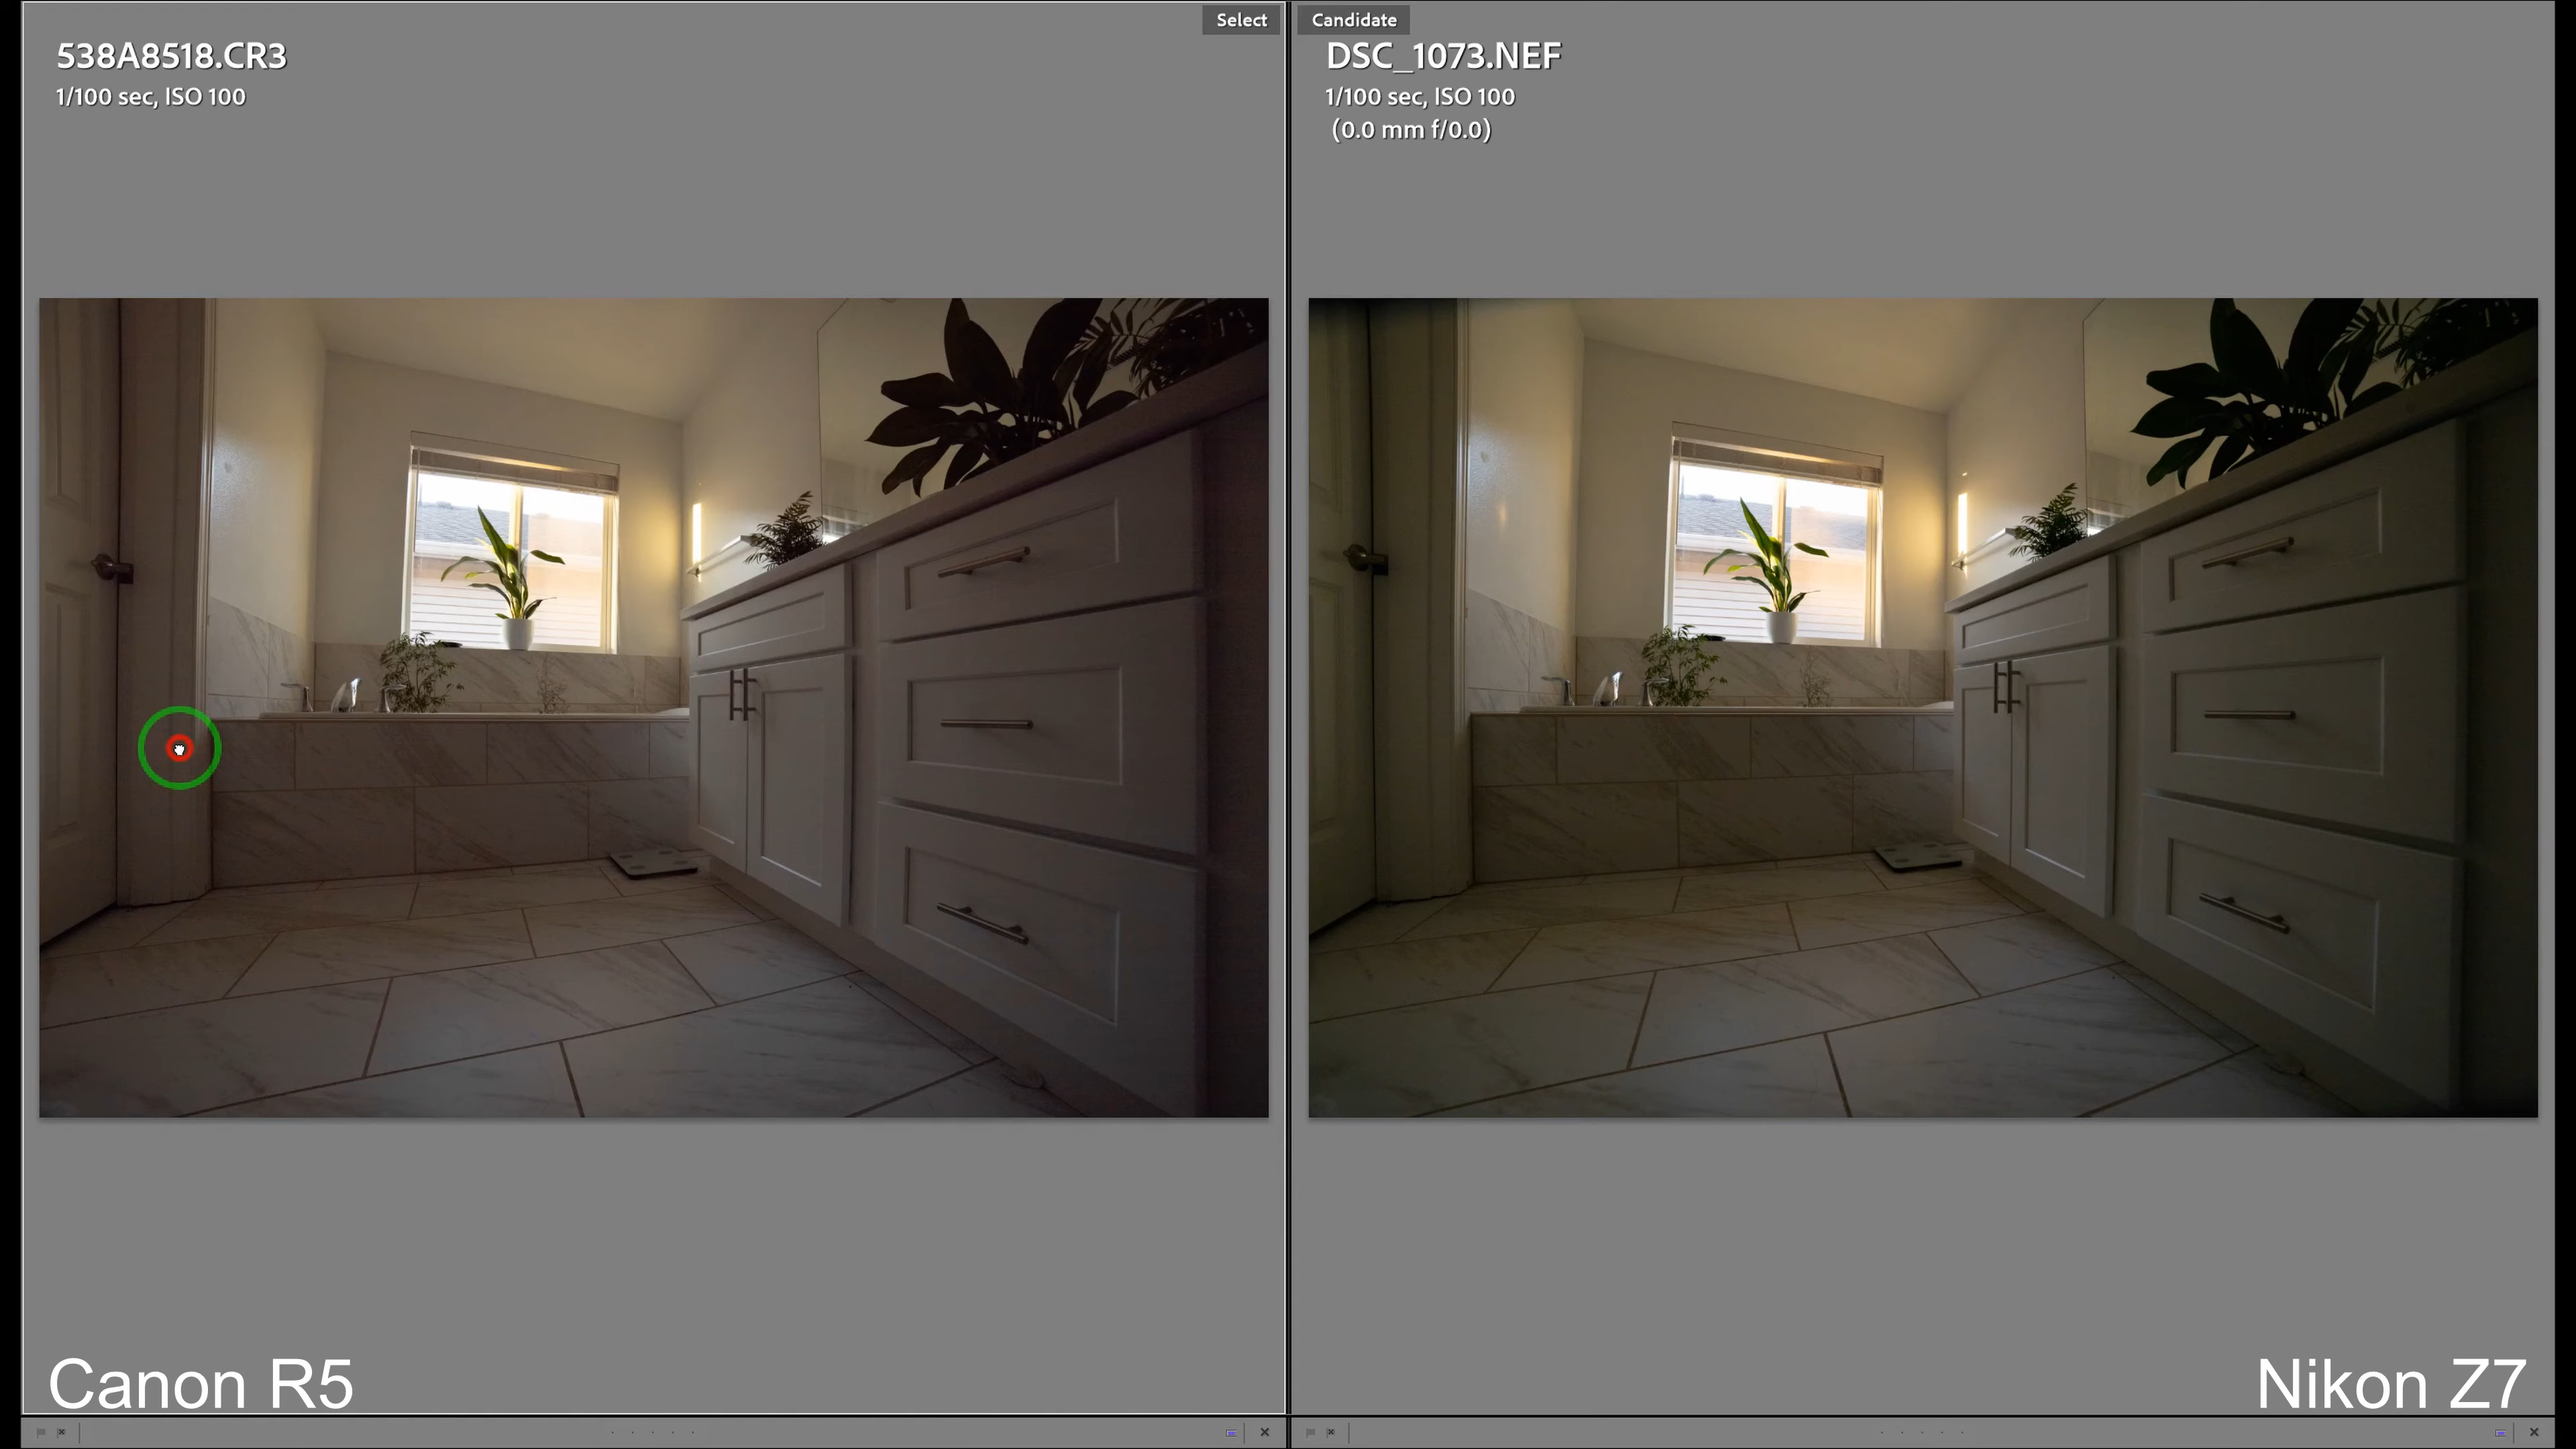 Select
538A8518.CR3
1/100 sec, ISO 100
Candidate
DSC_1073.NEF
1/100 sec, ISO 100
(0.0 mm f/0.0)
Canon R5
Nikon Z7